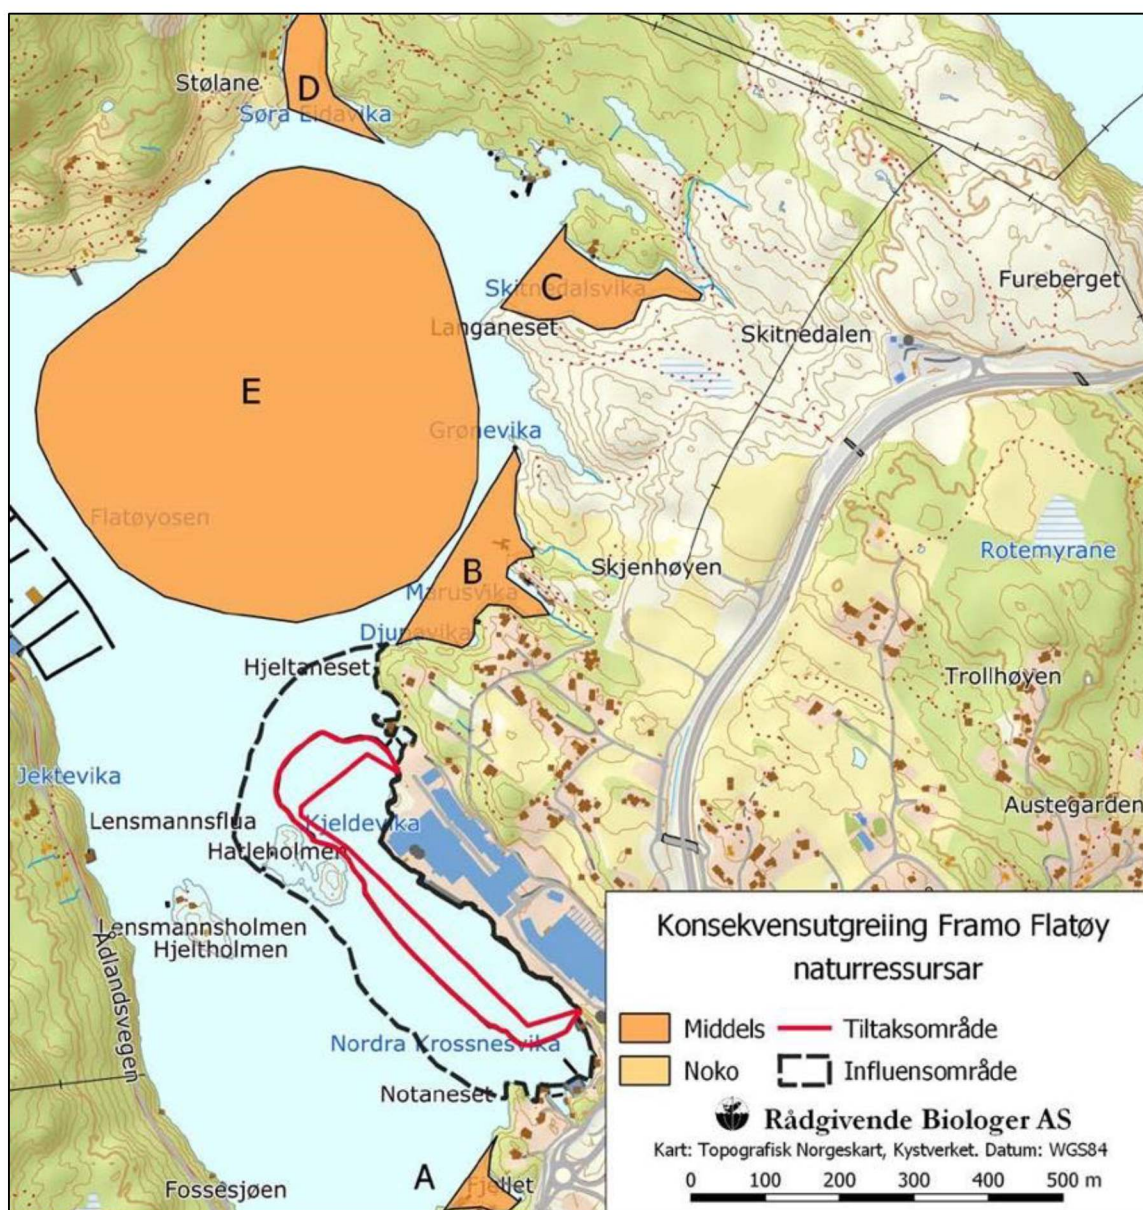 D
Stølane
Søra Eidavika
C
Skitnedalsvika
Langaneset
Fureberget
Skitnedalen
E
Grønevika
Flatøyosen
Rotemyrane
B
Skjenhøyen
Marusvika
Djupavika
Hjeltaneset
Trollhøyen
Jektevika
Austegarden
Lensmannsflua
Kjeldevika
Hatleholmen
Lensmannsholmen
Hjeltholmen
Ådlandsvegen
Nordra Krossnesvika
Notaneset
A
Fjellet
Fossesjøen
Konsekvensutgreiing Framo Flatøy
naturressursar
Middels
Tiltaksområde
Noko
Influensområde
Rådgivende Biologer AS
Kart: Topografisk Norgeskart, Kystverket. Datum: WGS84
0 100 200 300 400 500 m